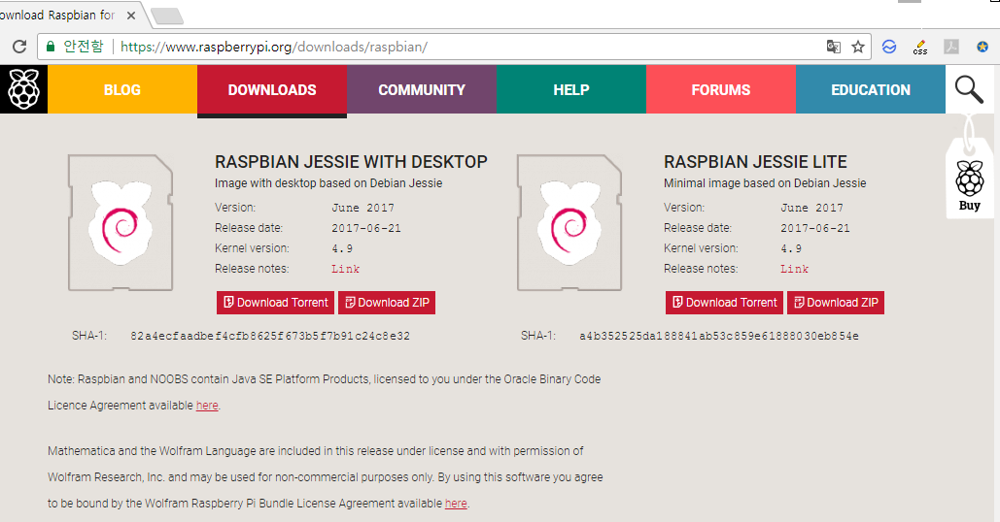 ownload Raspbian for
안전함 https://www.raspberrypi.org/downloads/raspbian/
css
BLOG DOWNLOADS COMMUNITY HELP FORUMS EDUCATION
Buy
RASPBIAN JESSIE WITH DESKTOP
Image with desktop based on Debian Jessie
Version: June 2017
Release date: 2017-06-21
Kernel version: 4.9
Release notes: Link
Download Torrent Download ZIP
SHA-1: 82a4ecfaadbef4cfb8625f673b5f7b91c24c8e32
RASPBIAN JESSIE LITE
Minimal image based on Debian Jessie
Version: June 2017
Release date: 2017-06-21
Kernel version: 4.9
Release notes: Link
Download Torrent Download ZIP
SHA-1: a4b352525da188841ab53c859e61888030eb854e
Note: Raspbian and NOOBS contain Java SE Platform Products, licensed to you under the Oracle Binary Code
Licence Agreement available here.
Mathematica and the Wolfram Language are included in this release under license and with permission of
Wolfram Research, Inc. and may be used for non-commercial purposes only. By using this software you agree
to be bound by the Wolfram Raspberry Pi Bundle License Agreement available here.